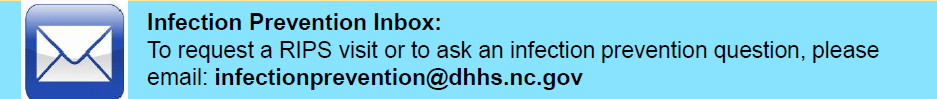 Infection Prevention Inbox:
To request a RIPS visit or to ask an infection prevention question, please
email: infectionprevention@dhhs.nc.gov